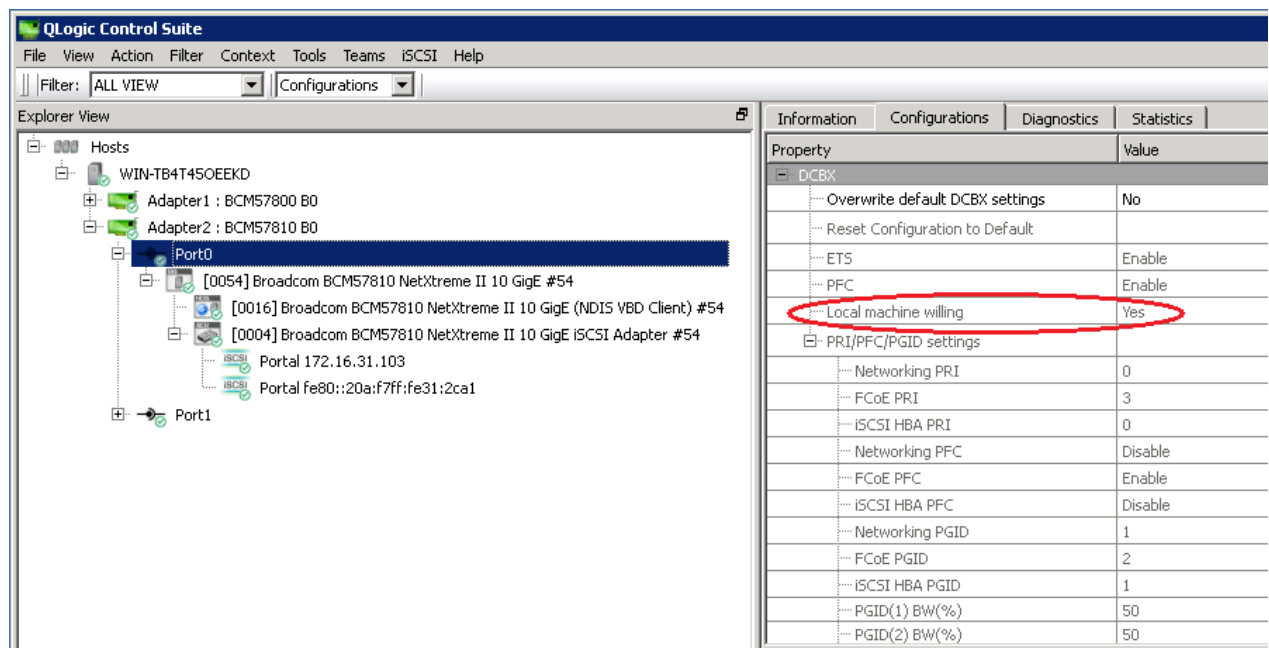 QLogic Control Suite
File View Action Filter Context Tools Teams iSCSI Help
Filter: ALL VIEW Configurations
Explorer View
Hosts
WIN-TB4T45OEEKD
Adapter1 : BCM57800 B0
Adapter2 : BCM57810 B0
Port0
[0054] Broadcom BCM57810 NetXtreme II 10 GigE #54
[0016] Broadcom BCM57810 NetXtreme II 10 GigE (NDIS VBD Client) #54
[0004] Broadcom BCM57810 NetXtreme II 10 GigE iSCSI Adapter #54
Portal 172.16.31.103
Portal fe80::20a:f7ff:fe31:2ca1
Port1
Information Configurations Diagnostics Statistics
Property Value
DCBX
Overwrite default DCBX settings No
Reset Configuration to Default
ETS Enable
PFC Enable
Local machine willing Yes
PRI/PFC/PGID settings
Networking PRI 0
FCoE PRI 3
iSCSI HBA PRI 0
Networking PFC Disable
FCoE PFC Enable
iSCSI HBA PFC Disable
Networking PGID 1
FCoE PGID 2
iSCSI HBA PGID 1
PGID(1) BW(%) 50
PGID(2) BW(%) 50